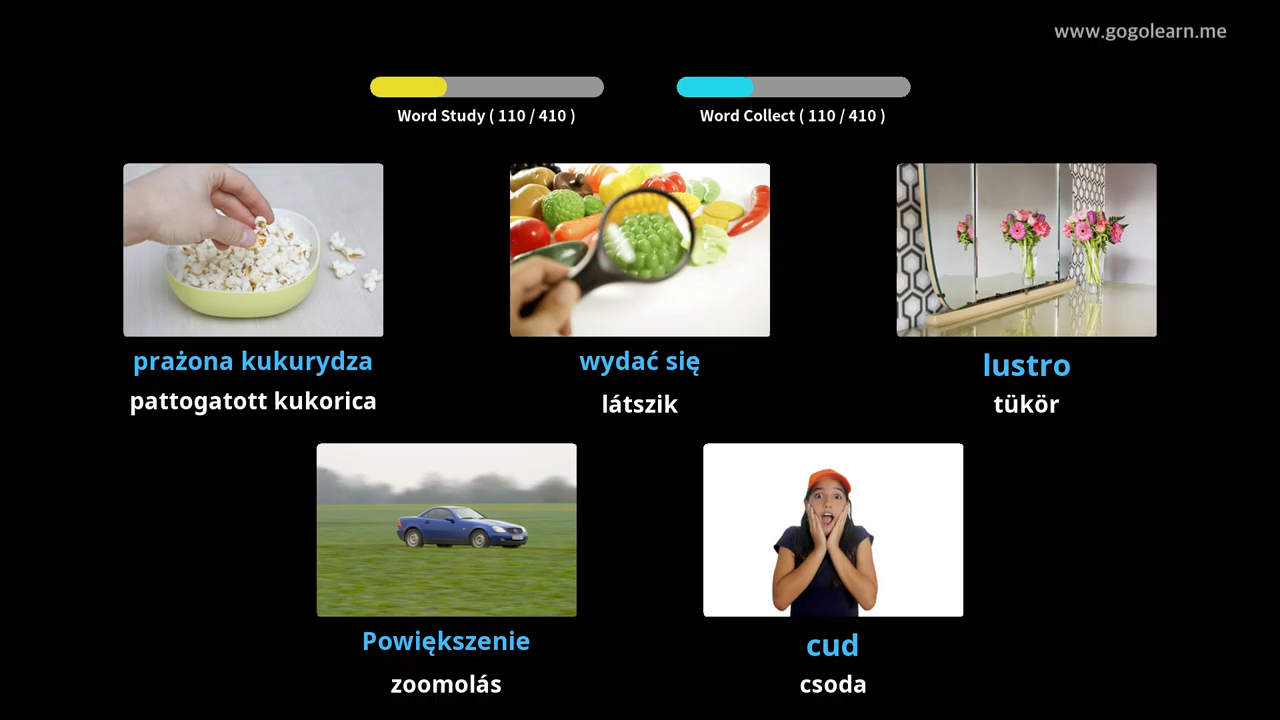 www.gogolearn.me
Word Study ( 110 / 410 )
Word Collect ( 110 / 410 )
prażona kukurydza
pattogatott kukorica
wydać się
látszik
lustro
tükör
Powiększenie
zoomolás
cud
csoda